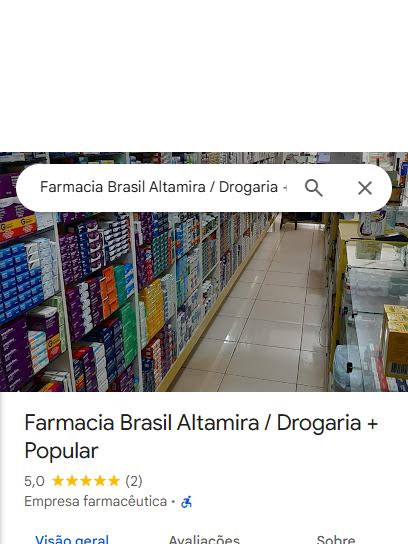 Farmacia Brasil Altamira / Drogaria +
Farmacia Brasil Altamira / Drogaria +
Popular
5,0 ★★★★★ (2)
Empresa farmacêutica ·
Visão geral Avaliações Sobre